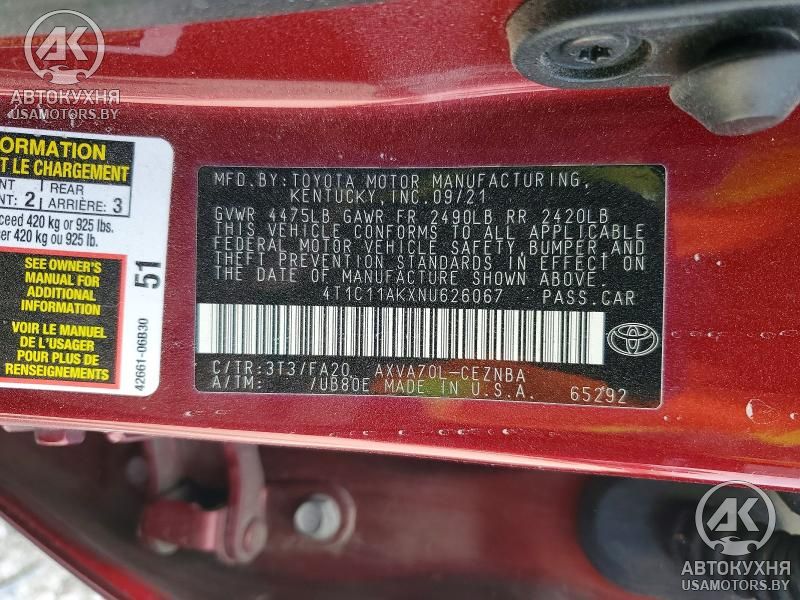 АК
АВТОКУХНЯ
USAMOTORS.BY
FORMATION
T LE CHARGEMENT
REAR
NT: 2 ARRIÈRE: 3
ceed 420 kg or 925 lbs.
er 420 kg ou 925 lb.
SEE OWNER'S
MANUAL FOR
ADDITIONAL
INFORMATION
VOIR LE MANUEL
DE L'USAGER
POUR PLUS DE
RENSEIGNEMENTS
51
42661-06B30
MFD.BY:TOYOTA MOTOR MANUFACTURING,
KENTUCKY,INC.09/21
GVWR 4475LB GAWR FR 2490LB RR 2420LB
THIS VEHICLE CONFORMS TO ALL APPLICABLE
FEDERAL MOTOR VEHICLE SAFETY, BUMPER, AND
THEFT PREVENTION STANDARDS IN EFFECT ON
THE DATE OF MANUFACTURE SHOWN ABOVE.
4T1C11AKXNU626067 PASS.CAR
C/TR:3T3/FA20 AXVA70L-CEZNBA
A/TM: /UB80E MADE IN U.S.A. 65292
TOYOTA
АК
АВТОКУХНЯ
USAMOTORS.BY